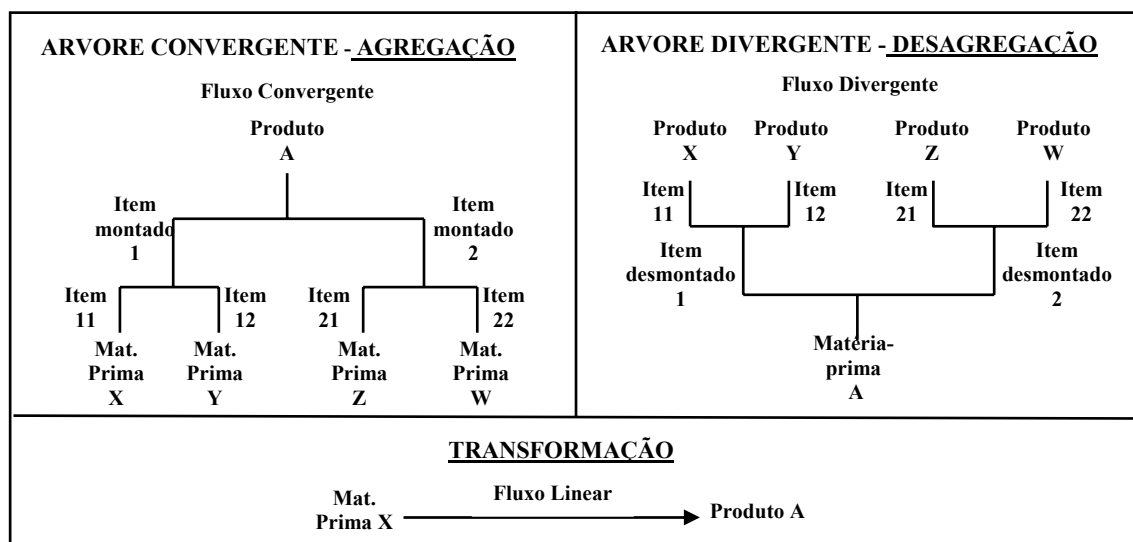 ARVORE CONVERGENTE - AGREGAÇÃO
Fluxo Convergente
Produto
A
Item
montado
1
Item
montado
2
Item
11
Item
12
Item
21
Item
22
Mat.
Prima
X
Mat.
Prima
Y
Mat.
Prima
Z
Mat.
Prima
W
ARVORE DIVERGENTE - DESAGREGAÇÃO
Fluxo Divergente
Produto
X
Produto
Y
Produto
Z
Produto
W
Item
11
Item
12
Item
21
Item
22
Item
desmontado
1
Item
desmontado
2
Matéria-
prima
A
TRANSFORMAÇÃO
Mat.
Prima X
Fluxo Linear
Produto A